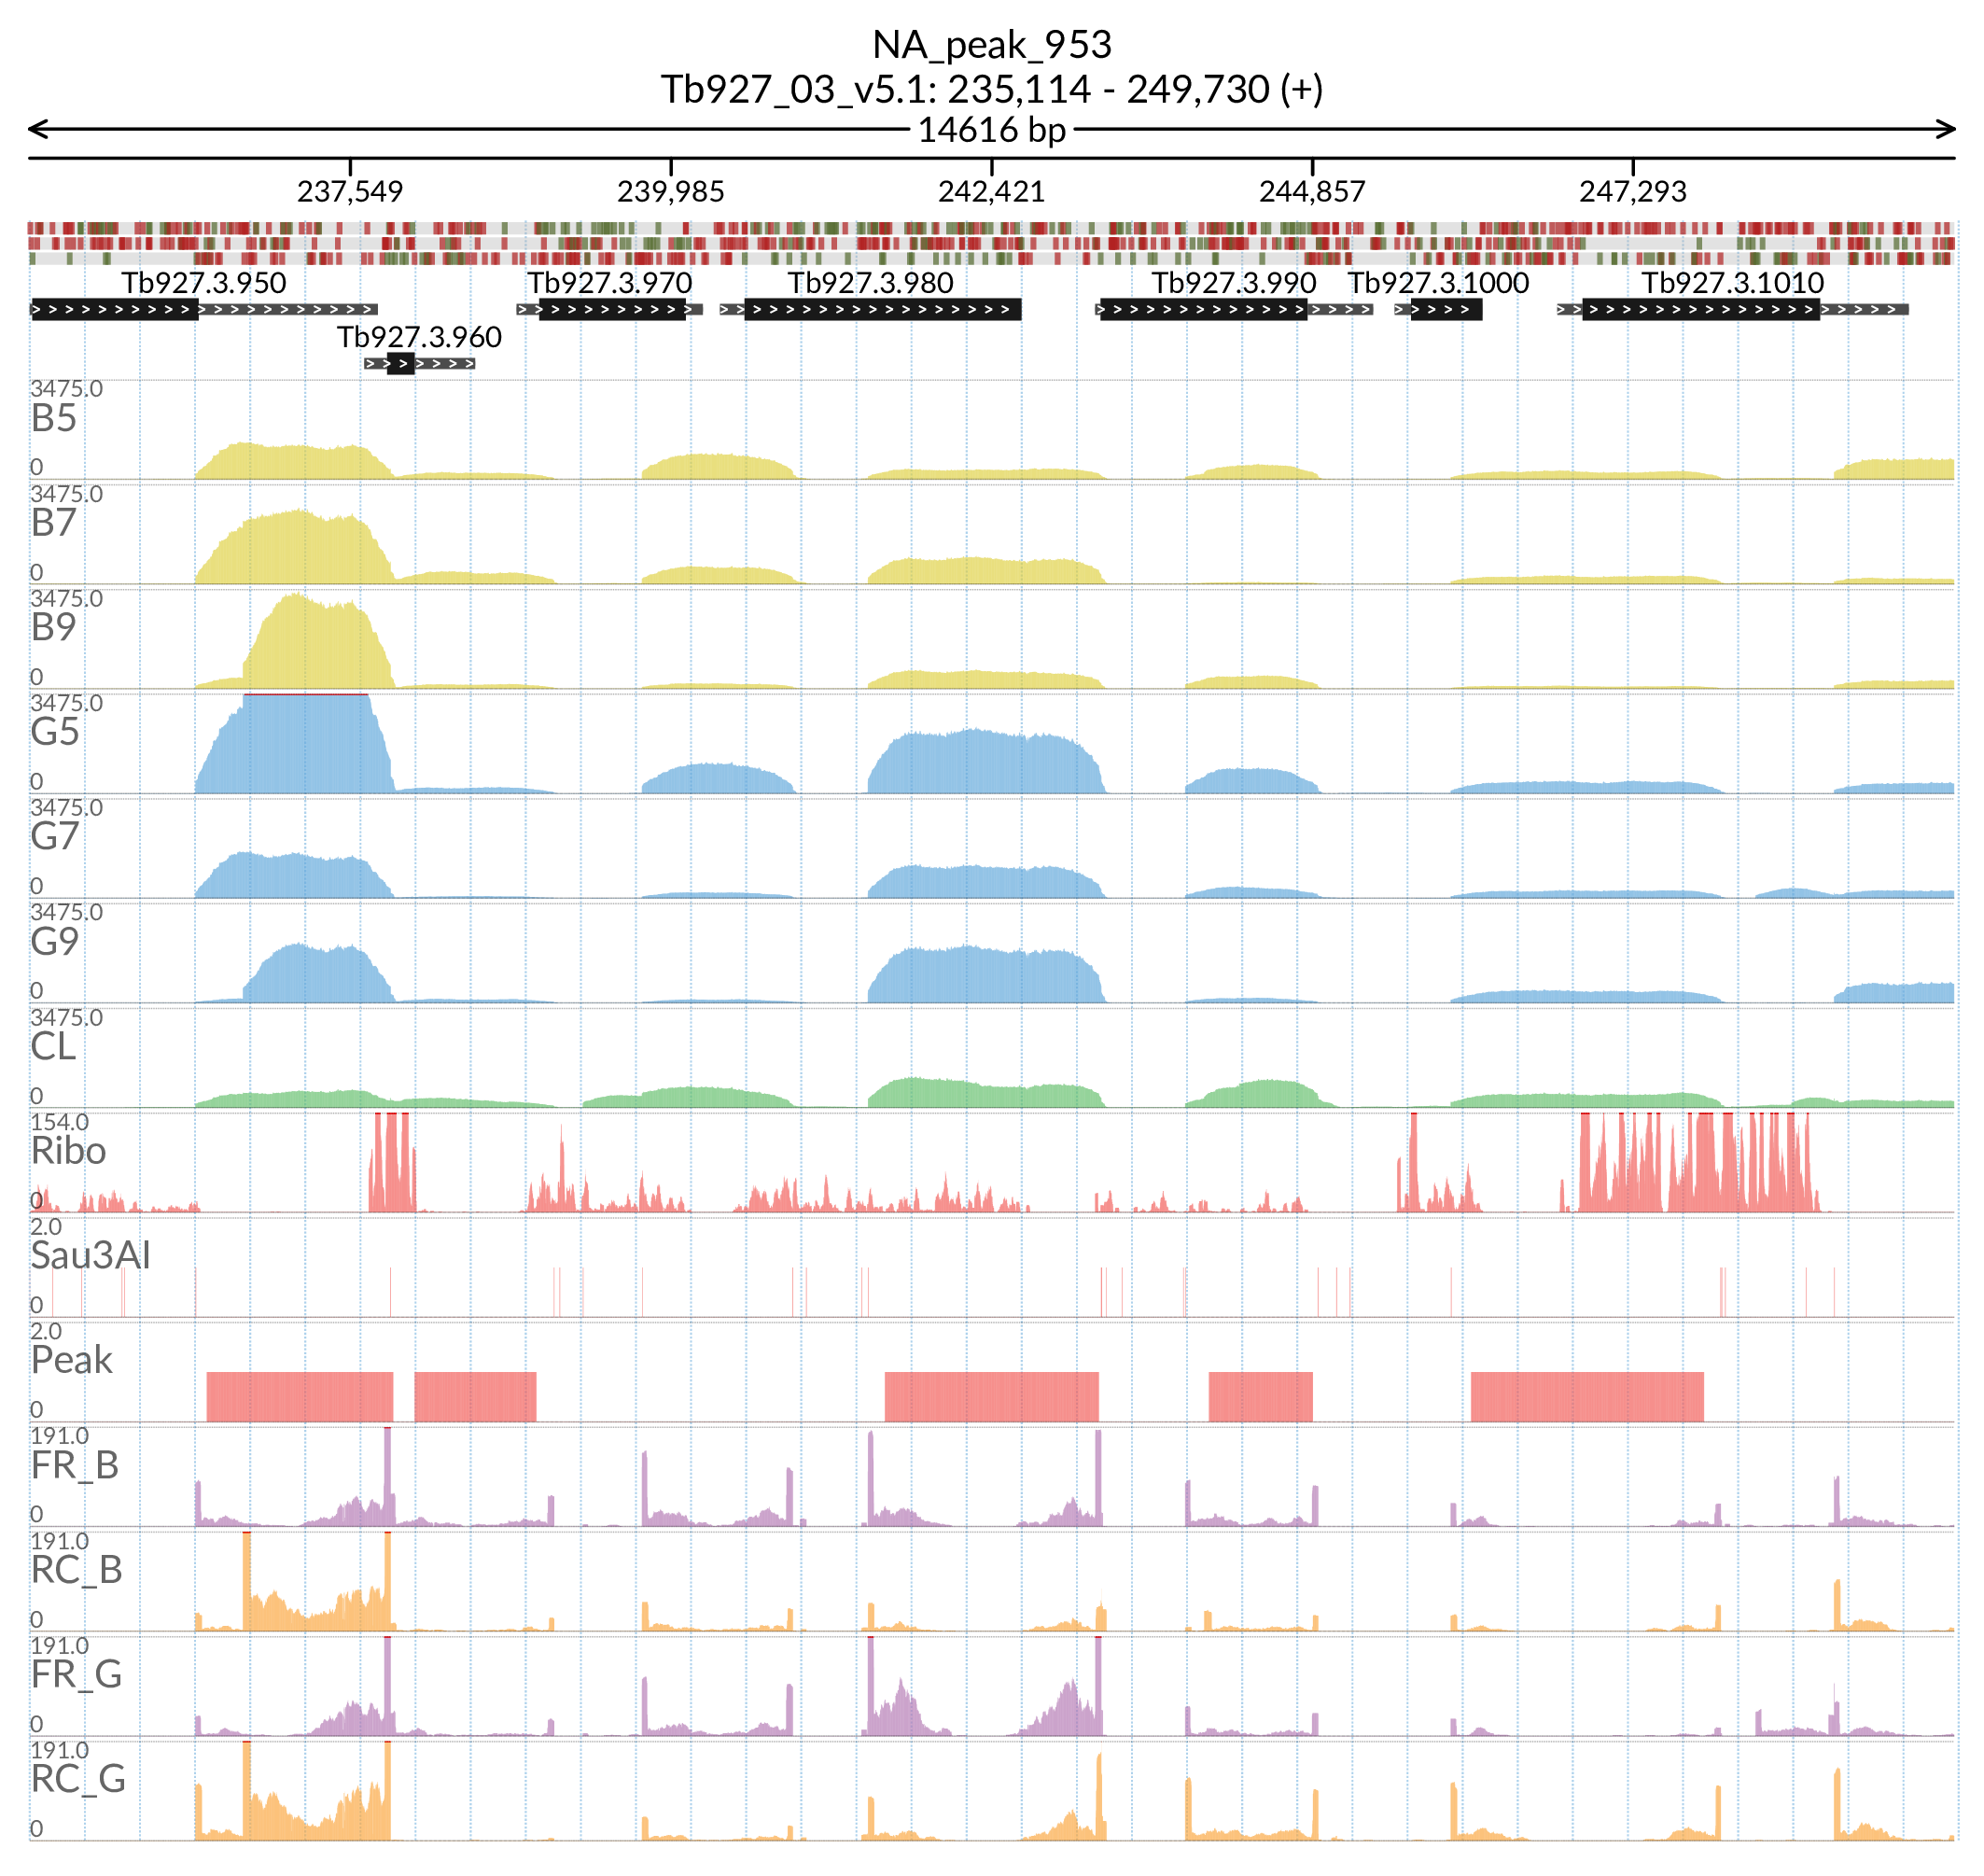 NA_peak_953
Tb927_03_v5.1: 235,114 - 249,730 (+)
14616 bp
237,549 239,985 242,421 244,857 247,293
Tb927.3.950 Tb927.3.970 Tb927.3.980 Tb927.3.990 Tb927.3.1000 Tb927.3.1010
Tb927.3.960
3475.0
B5
0
3475.0
B7
0
3475.0
B9
0
3475.0
G5
0
3475.0
G7
0
3475.0
G9
0
3475.0
CL
0
154.0
Ribo
0
2.0
Sau3AI
0
2.0
Peak
0
191.0
FR_B
0
191.0
RC_B
0
191.0
FR_G
0
191.0
RC_G
0